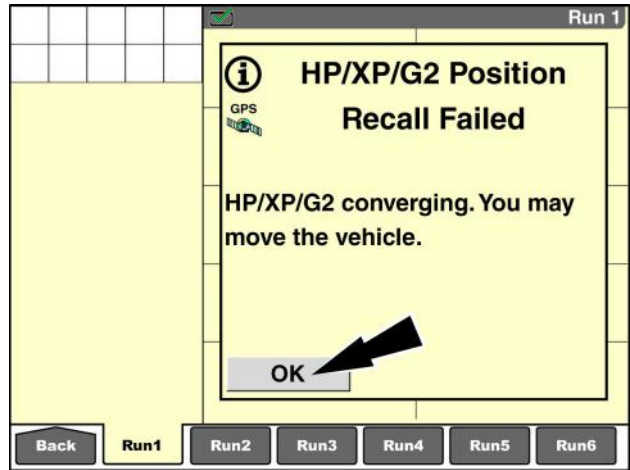 Run 1
HP/XP/G2 Position
GPS
Recall Failed
HP/XP/G2 converging. You may
move the vehicle.
OK
Back Run1 Run2 Run3 Run4 Run5 Run6